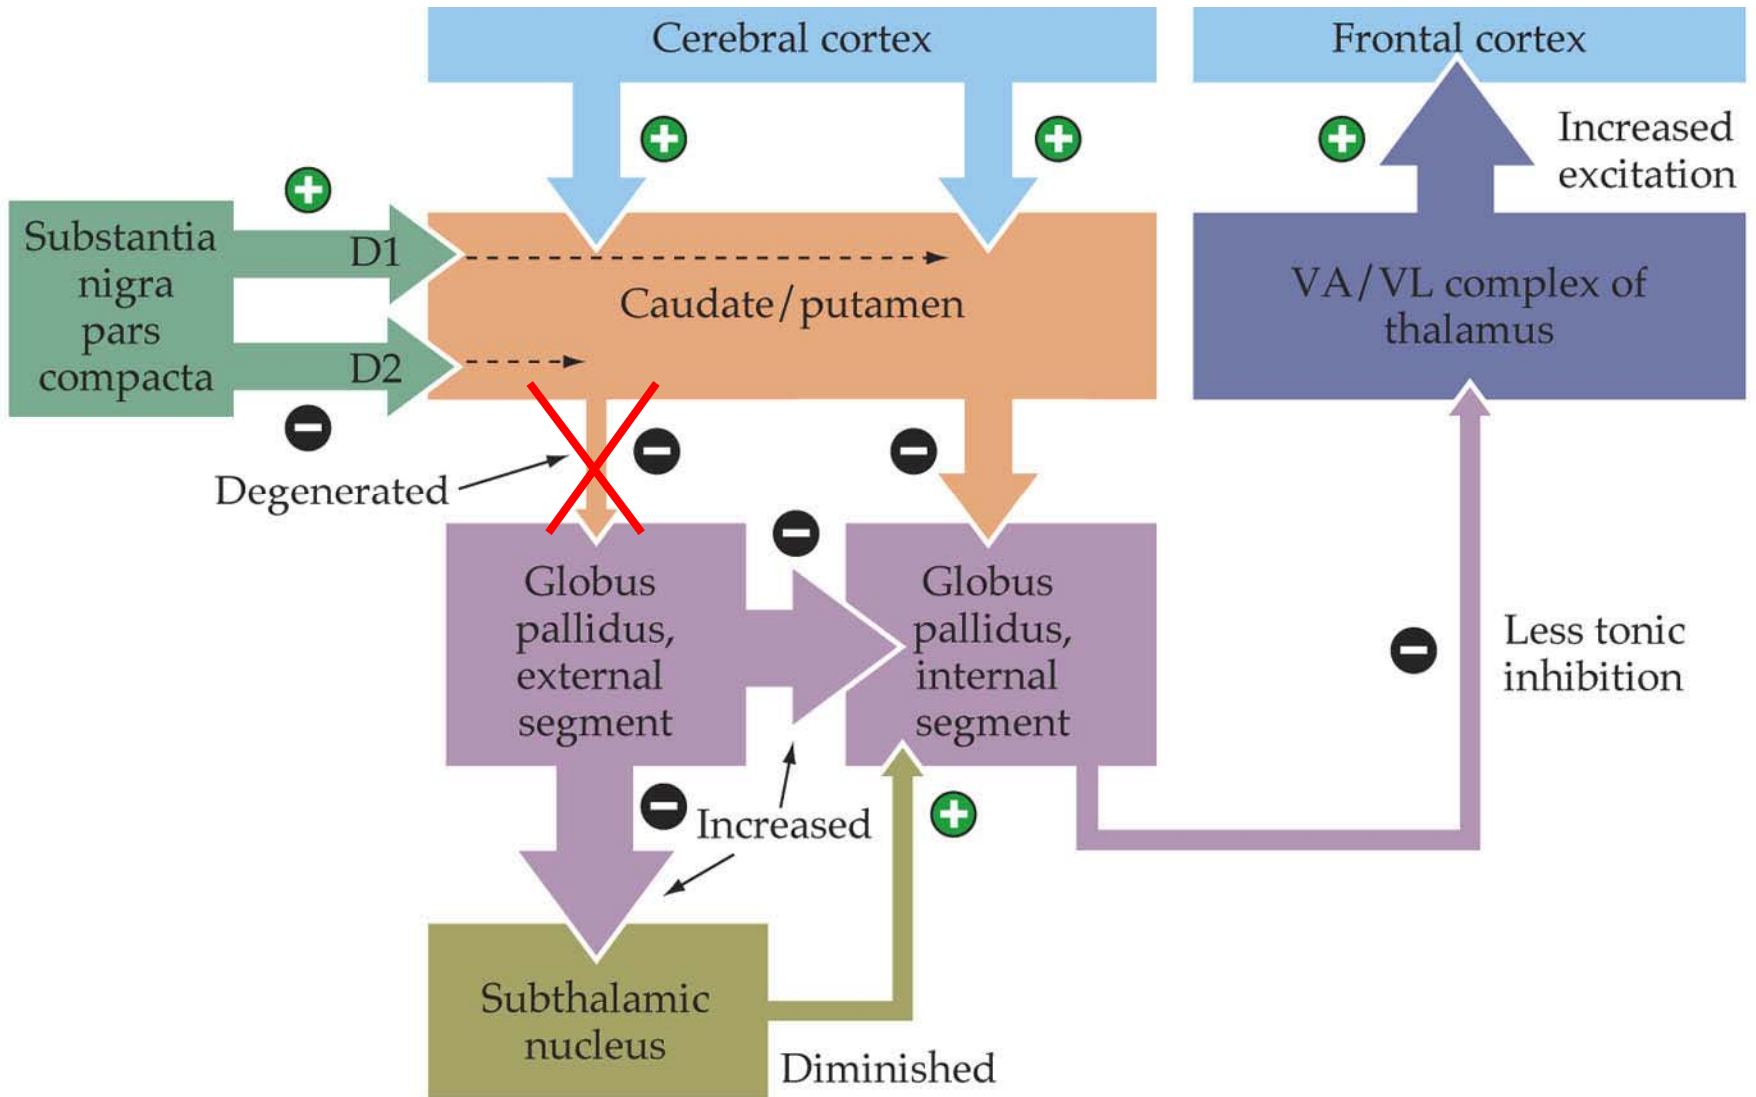 Cerebral cortex
Frontal cortex
Increased
excitation
Substantia
nigra
pars
compacta
D1
D2
Caudate/putamen
VA/VL complex of
thalamus
Degenerated
Globus
pallidus,
external
segment
Globus
pallidus,
internal
segment
Less tonic
inhibition
Increased
Subthalamic
nucleus
Diminished